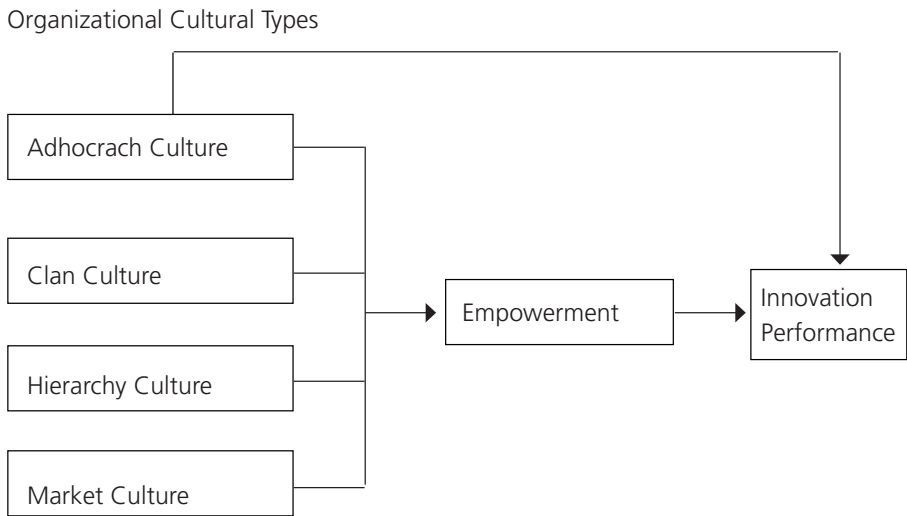 Organizational Cultural Types
Adhocrach Culture
Clan Culture
Hierarchy Culture
Market Culture
Empowerment
Innovation
Performance